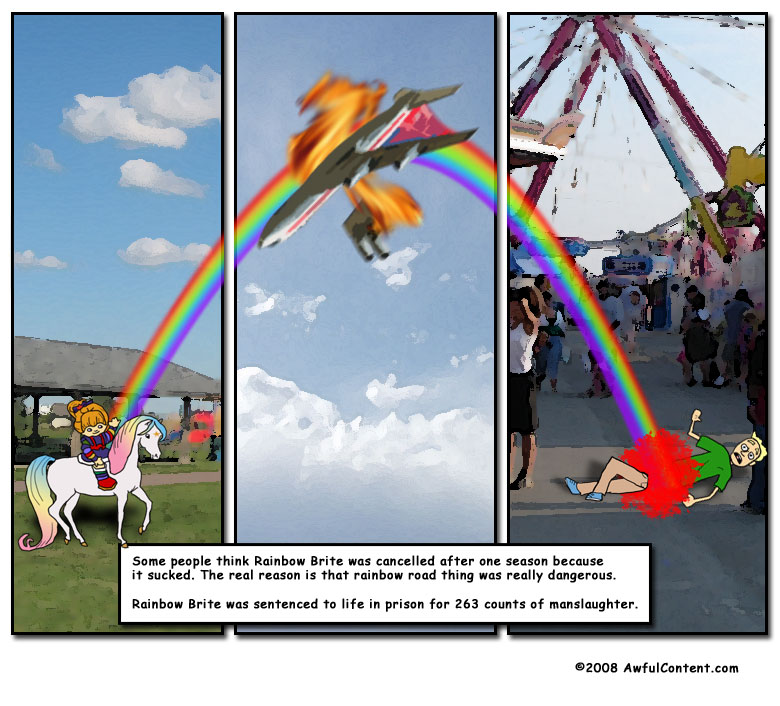 Some people think Rainbow Brite was cancelled after one season because
it sucked. The real reason is that rainbow road thing was really dangerous.
Rainbow Brite was sentenced to life in prison for 263 counts of manslaughter.
©2008 AwfulContent.com